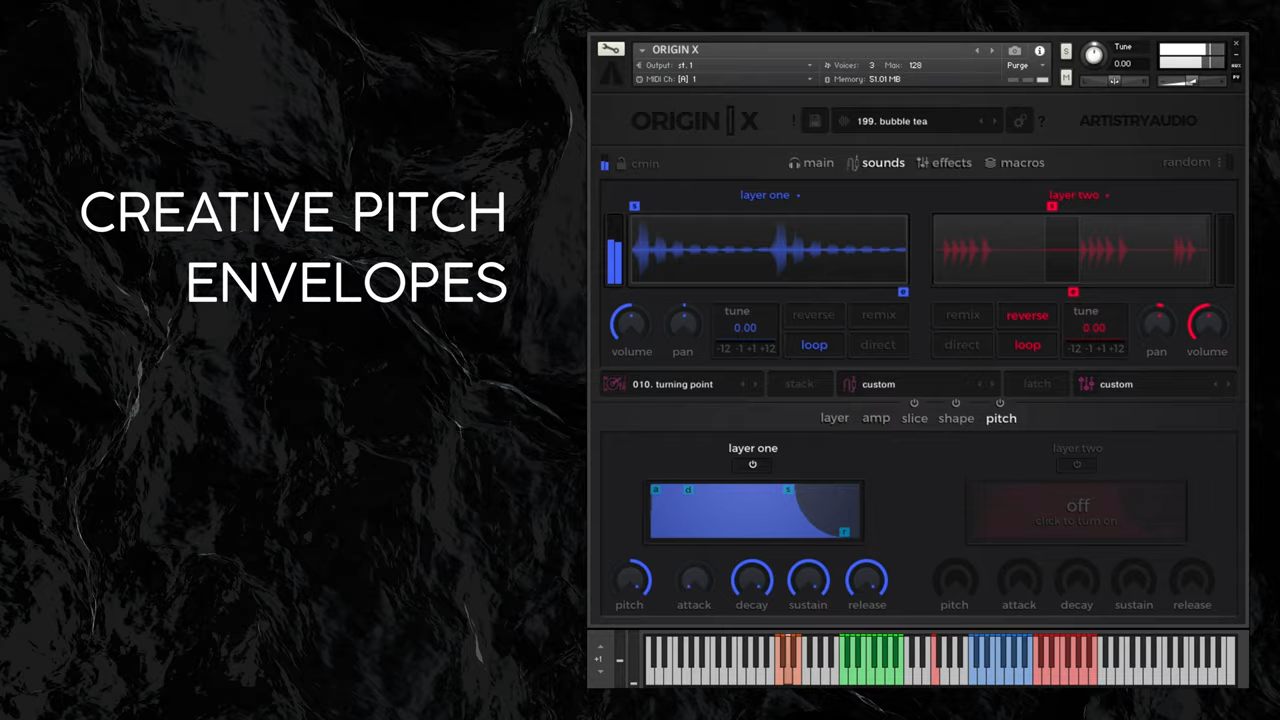 CREATIVE PITCH
ENVELOPES
ORIGIN X
Output: st.1
Voices: 3 Max: 128
Purge
MIDI Ch: [A] 1
Memory: 51.01 MB
S
M
Tune
0.00
AUX
PV
ORIGIN X
!
199. bubble tea
?
ARTISTRYAUDIO
cmin
main
sounds
effects
macros
random
layer one
layer two
s
s
e
e
volume
pan
tune
0.00
-12 -1 +1 +12
reverse
remix
loop
direct
remix
reverse
direct
loop
tune
0.00
-12 -1 +1 +12
pan
volume
010. turning point
stack
custom
latch
custom
layer
amp
slice
shape
pitch
layer one
layer two
a
d
s
r
off
click to turn on
pitch
attack
decay
sustain
release
pitch
attack
decay
sustain
release
+1